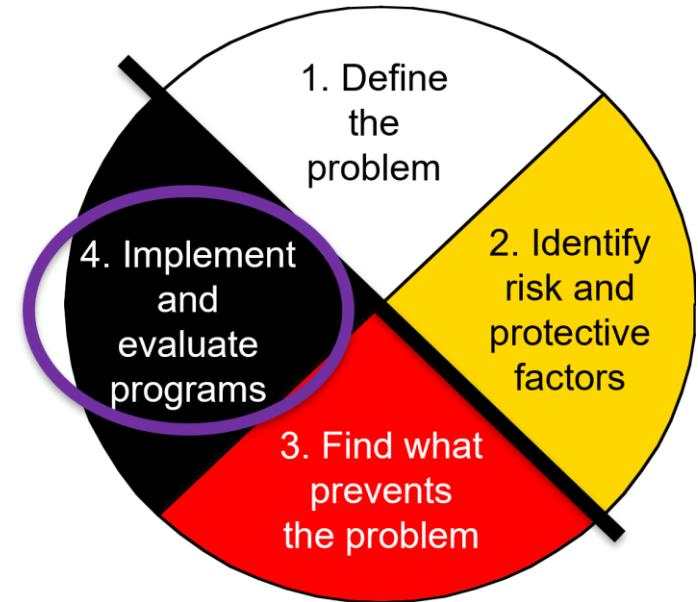 1. Define
the
problem
2. Identify
risk and
protective
factors
3. Find what
prevents
the problem
4. Implement
and
evaluate
programs